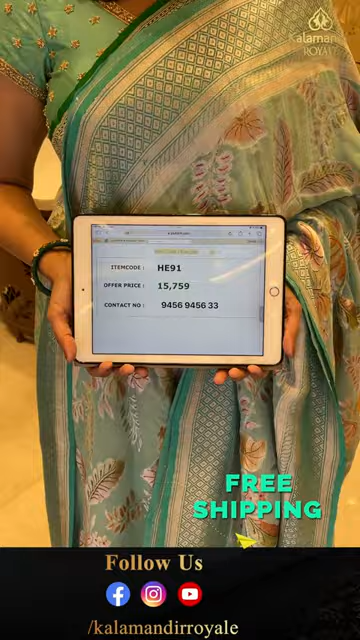 Kalamandir
ROYALE
ITEMCODE : HE91
OFFER PRICE : 15,759
CONTACT NO : 9456 9456 33
FREE
SHIPPING
Follow Us
/kalamandirroyale